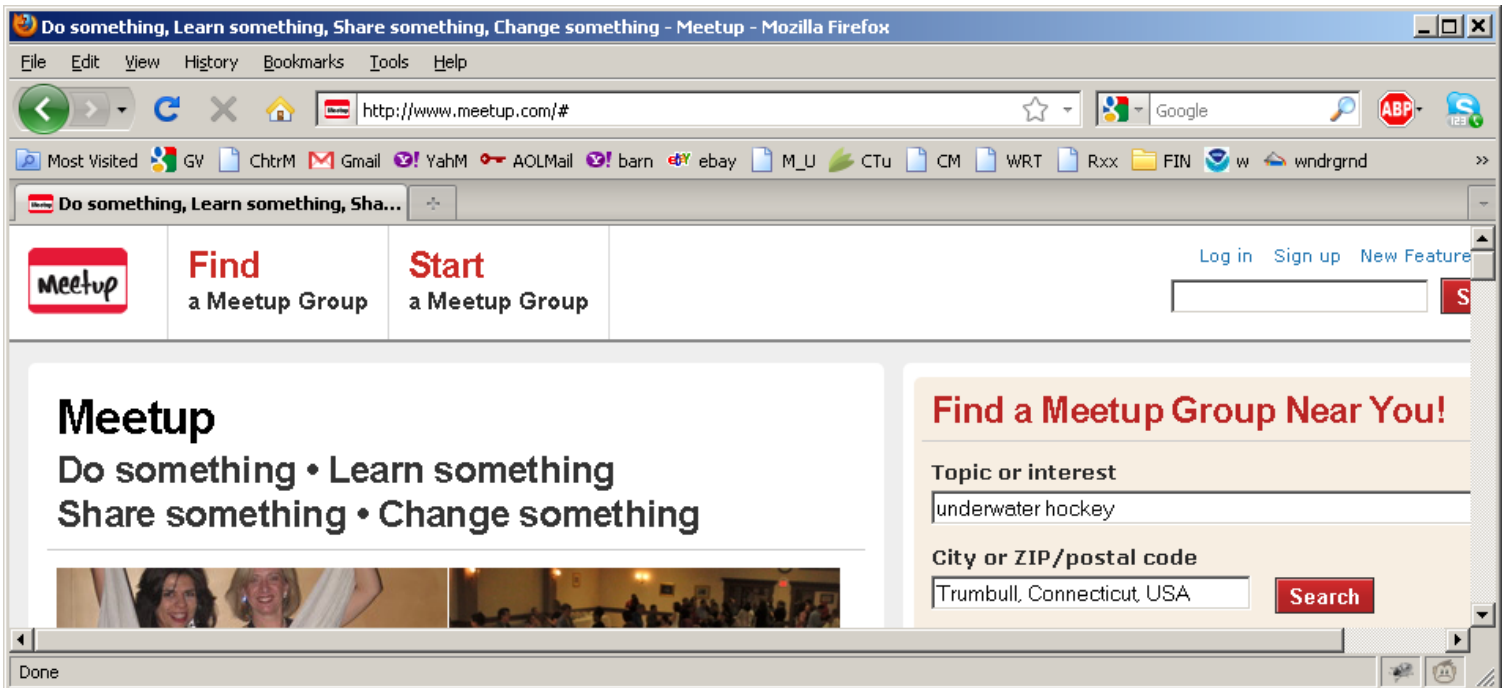 Do something, Learn something, Share something, Change something - Meetup - Mozilla Firefox
File Edit View History Bookmarks Tools Help
http://www.meetup.com/# Google ABP
Most Visited GV ChtrM Gmail YahM AOLMail barn ebay M_U CTu CM WRT Rxx FIN w wndrgrnd »
Do something, Learn something, Sha...
Meetup
Find
a Meetup Group
Start
a Meetup Group
Log in Sign up New Feature
S
Meetup
Do something • Learn something
Share something • Change something
Find a Meetup Group Near You!
Topic or interest
underwater hockey
City or ZIP/postal code
Trumbull, Connecticut, USA Search
Done